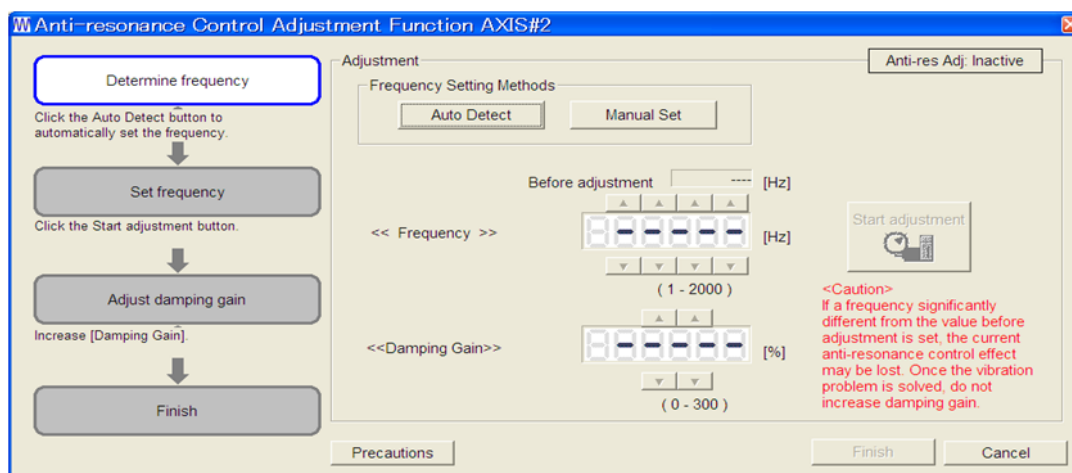 Anti-resonance Control Adjustment Function AXIS#2
Determine frequency
Click the Auto Detect button to
automatically set the frequency.
Set frequency
Click the Start adjustment button.
Adjust damping gain
Increase [Damping Gain].
Finish
Adjustment
Anti-res Adj: Inactive
Frequency Setting Methods
Auto Detect
Manual Set
Before adjustment ---- [Hz]
<< Frequency >> ------ [Hz]
( 1 - 2000 )
<<Damping Gain>> ------ [%]
( 0 - 300 )
Start adjustment
<Caution>
If a frequency significantly
different from the value before
adjustment is set, the current
anti-resonance control effect
may be lost. Once the vibration
problem is solved, do not
increase damping gain.
Precautions
Finish
Cancel